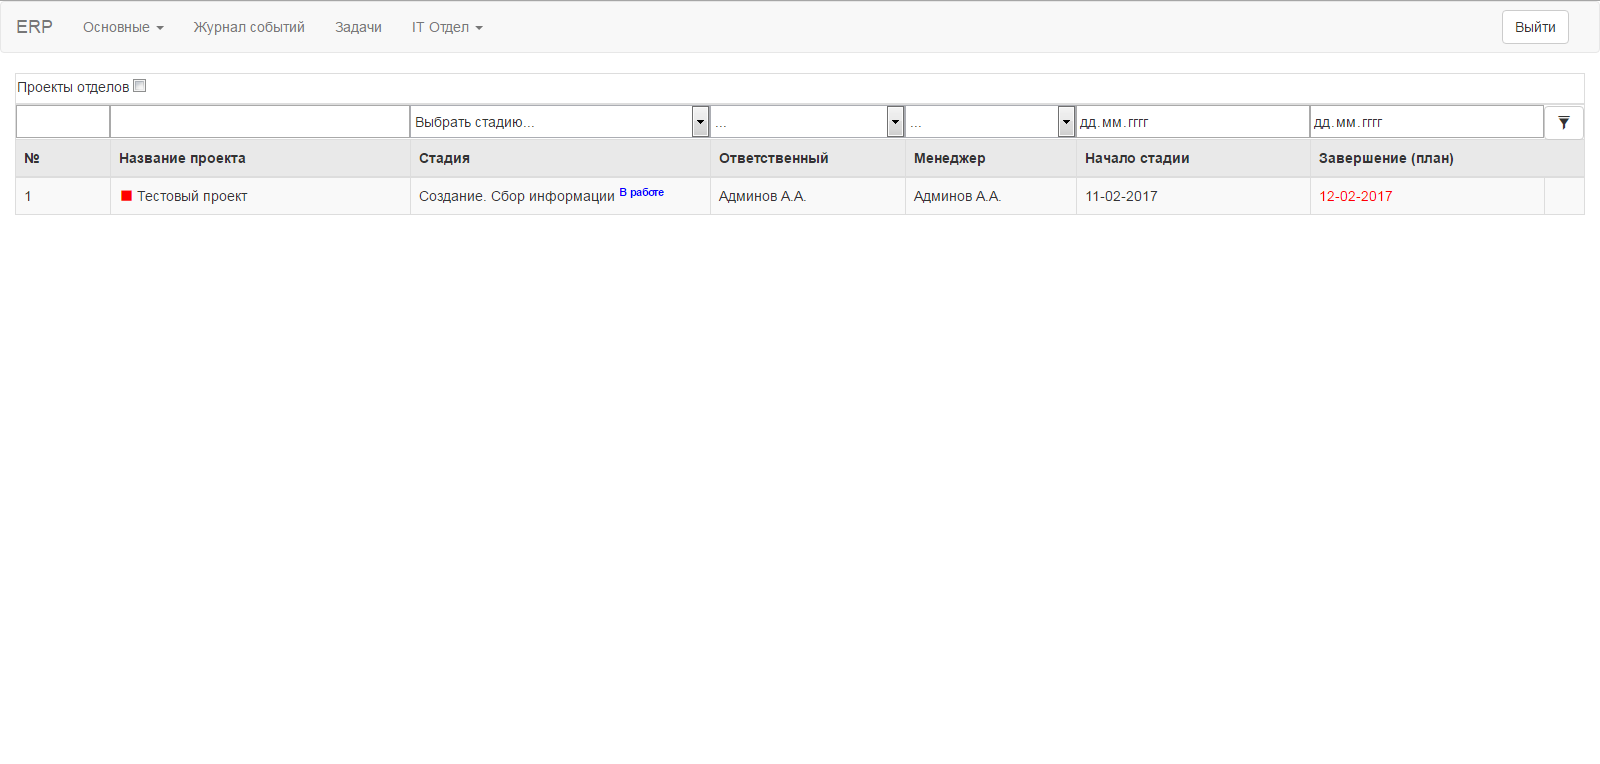 ERP Основные Журнал событий Задачи IT Отдел Выйти
Проекты отделов
Выбрать стадию... ... ... дд.мм.гггг дд.мм.гггг
№ Название проекта Стадия Ответственный Менеджер Начало стадии Завершение (план)
1 Тестовый проект Создание. Сбор информации В работе Админов А.А. Админов А.А. 11-02-2017 12-02-2017